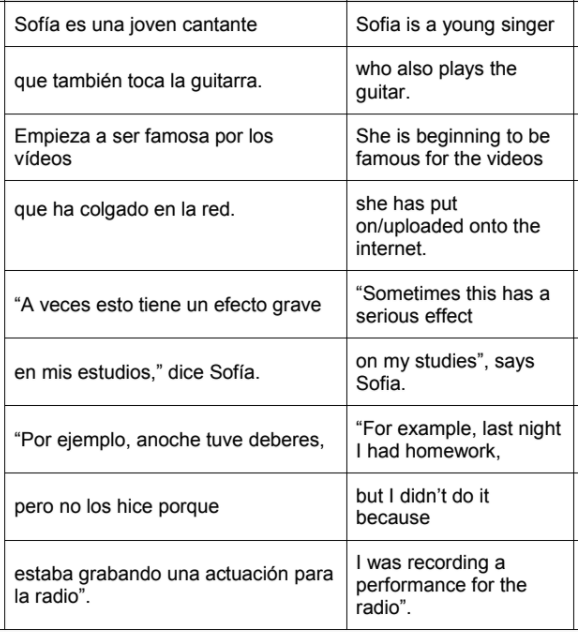 Sofía es una joven cantante
Sofia is a young singer
que también toca la guitarra.
who also plays the
guitar.
Empieza a ser famosa por los
vídeos
She is beginning to be
famous for the videos
que ha colgado en la red.
she has put
on/uploaded onto the
internet.
“A veces esto tiene un efecto grave
“Sometimes this has a
serious effect
en mis estudios,” dice Sofía.
on my studies”, says
Sofia.
“Por ejemplo, anoche tuve deberes,
“For example, last night
I had homework,
pero no los hice porque
but I didn’t do it
because
estaba grabando una actuación para
la radio”.
I was recording a
performance for the
radio”.